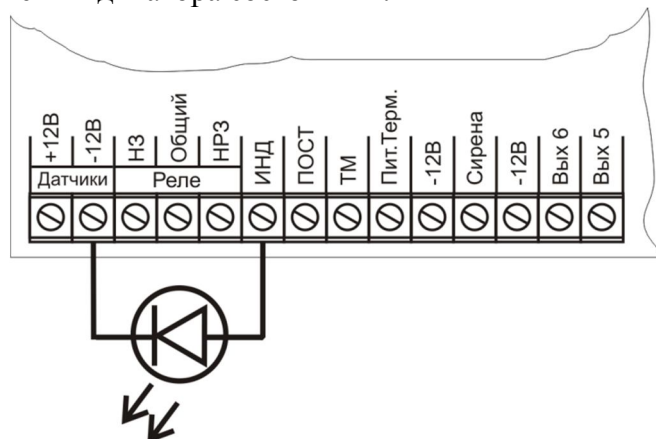 +12В
-12В
НЗ
Общий
НРЗ
ИНД
ПОСТ
ТМ
Пит.Терм.
-12В
Сирена
-12В
Вых 6
Вых 5
Датчики
Реле